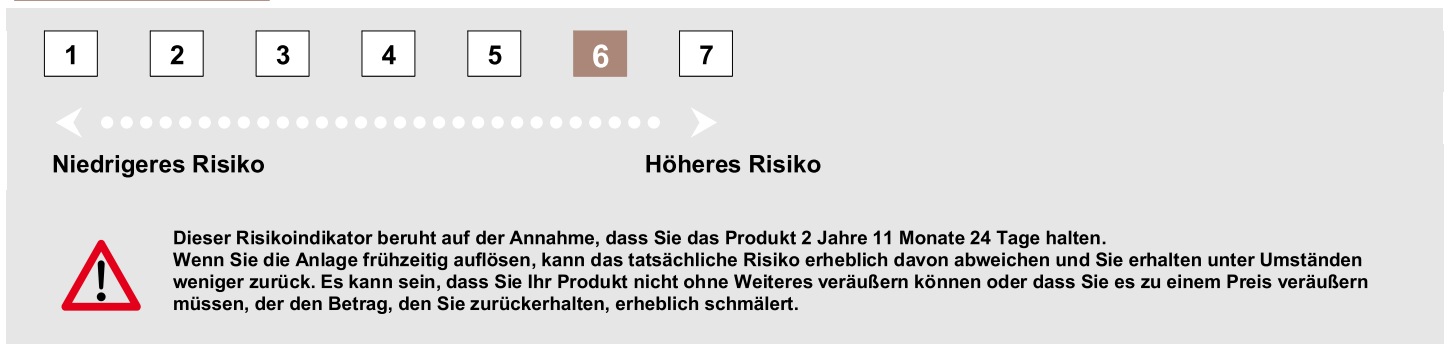 1 2 3 4 5 6 7
Niedrigeres Risiko Höheres Risiko
Dieser Risikoindikator beruht auf der Annahme, dass Sie das Produkt 2 Jahre 11 Monate 24 Tage halten.
Wenn Sie die Anlage frühzeitig auflösen, kann das tatsächliche Risiko erheblich davon abweichen und Sie erhalten unter Umständen
weniger zurück. Es kann sein, dass Sie Ihr Produkt nicht ohne Weiteres veräußern können oder dass Sie es zu einem Preis veräußern
müssen, der den Betrag, den Sie zurückerhalten, erheblich schmälert.